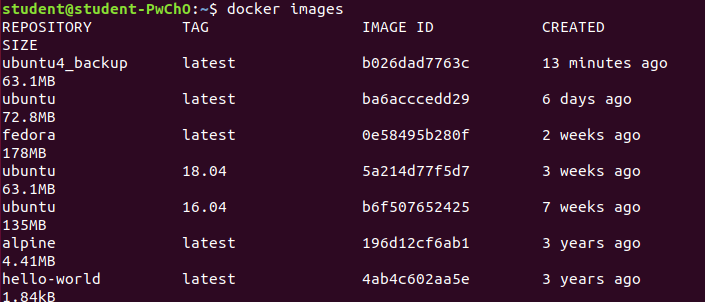 student@student-PwChO:~$ docker images
REPOSITORY TAG IMAGE ID CREATED
SIZE
ubuntu4_backup latest b026dad7763c 13 minutes ago
63.1MB
ubuntu latest ba6acccedd29 6 days ago
72.8MB
fedora latest 0e58495b280f 2 weeks ago
178MB
ubuntu 18.04 5a214d77f5d7 3 weeks ago
63.1MB
ubuntu 16.04 b6f507652425 7 weeks ago
135MB
alpine latest 196d12cf6ab1 3 years ago
4.41MB
hello-world latest 4ab4c602aa5e 3 years ago
1.84kB